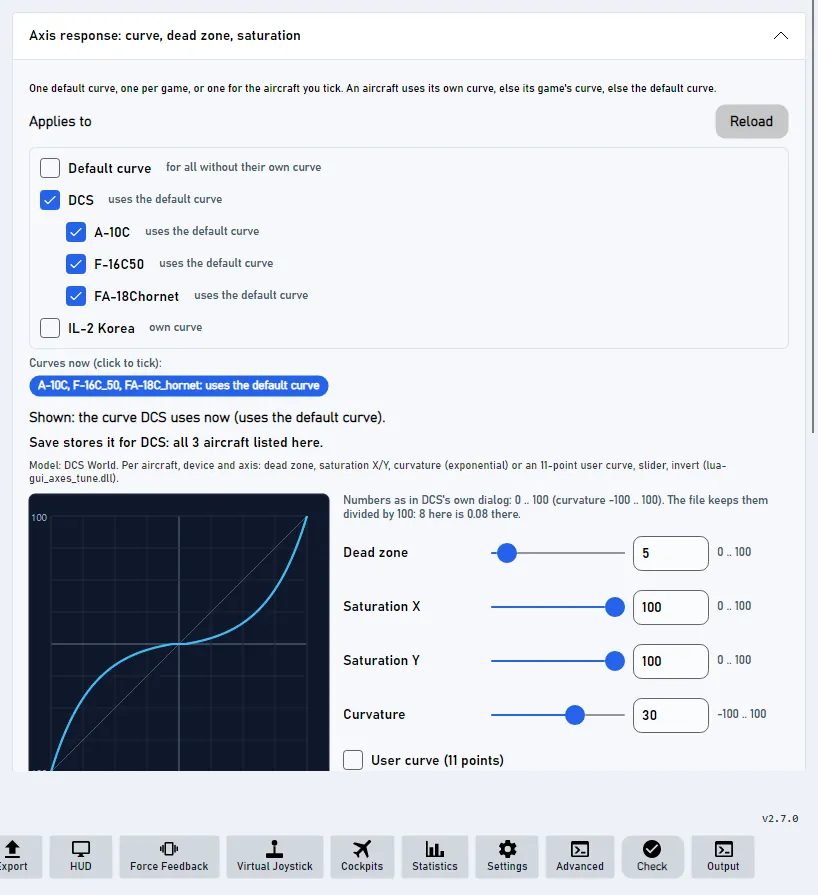 Axis response: curve, dead zone, saturation
One default curve, one per game, or one for the aircraft you tick. An aircraft uses its own curve, else its game's curve, else the default curve.
Applies to
Reload
Default curve for all without their own curve
DCS uses the default curve
A-10C uses the default curve
F-16C50 uses the default curve
FA-18Chornet uses the default curve
IL-2 Korea own curve
Curves now (click to tick):
A-10C, F-16C_50, FA-18C_hornet: uses the default curve
Shown: the curve DCS uses now (uses the default curve).
Save stores it for DCS: all 3 aircraft listed here.
Model: DCS World. Per aircraft, device and axis: dead zone, saturation X/Y, curvature (exponential) or an 11-point user curve, slider, invert (lua-
gui_axes_tune.dll).
100
Numbers as in DCS's own dialog: 0 .. 100 (curvature -100 .. 100). The file keeps them
divided by 100: 8 here is 0.08 there.
Dead zone 5 0 .. 100
Saturation X 100 0 .. 100
Saturation Y 100 0 .. 100
Curvature 30 -100 .. 100
User curve (11 points)
v2.7.0
xport
HUD
Force Feedback
Virtual Joystick
Cockpits
Statistics
Settings
Advanced
Check
Output